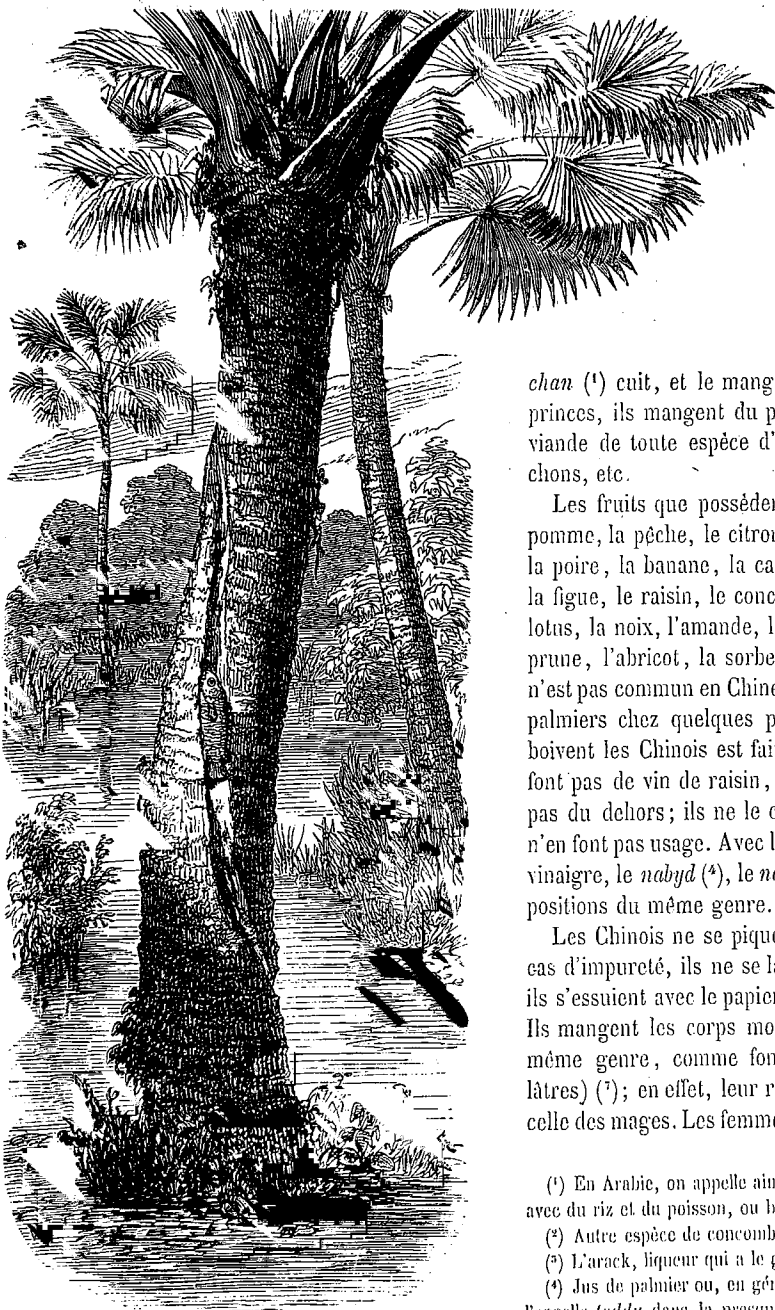 chan (¹) cuit, et le mang
princes, ils mangent du p
viande de toute espèce d'
chons, etc.
Les fruits que possèder
pomme, la pêche, le citror
la poire, la banane, la ca
la figue, le raisin, le conc
lotus, la noix, l'amande, l
prune, l'abricot, la sorbe
n'est pas commun en Chine
palmiers chez quelques p
boivent les Chinois est fai
font pas de vin de raisin,
pas du dehors; ils ne le c
n'en font pas usage. Avec l
vinaigre, le nabyd (⁴), le na
positions du même genre.
Les Chinois ne se pique
cas d'impureté, ils ne se la
ils s'essuient avec le papier
Ils mangent les corps mo
même genre, comme fon
lâtres) (⁷); en effet, leur r
celle des mages. Les femme
(¹) En Arabie, on appelle ain
avec du riz et du poisson, ou b
(²) Autre espèce de concomb
(³) L'arack, liqueur qui a le g
(⁴) Jus de palmier ou, en gé